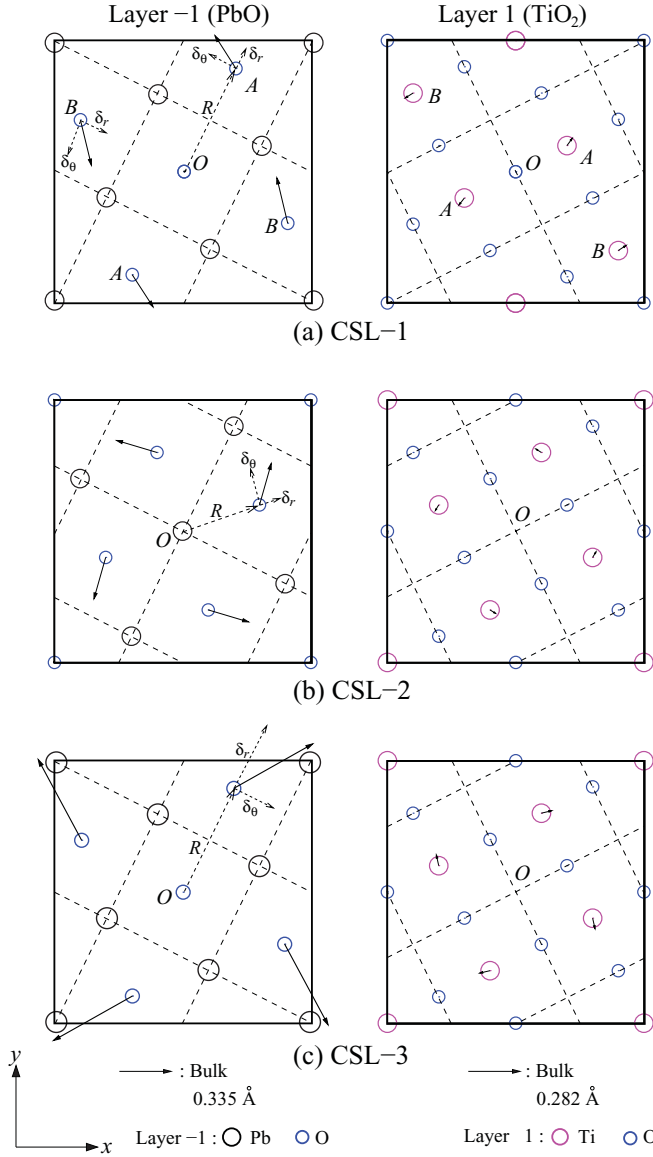 Layer −1 (PbO) Layer 1 (TiO₂)
δθ δr
A
R
B
δr
δθ
O
B
A
B
O A
A
B
(a) CSL−1
δθ
δr
R
O
O
(b) CSL−2
δr
δθ
R
O
O
(c) CSL−3
y
x
: Bulk : Bulk
0.335 Å 0.282 Å
Layer −1 : Pb O Layer 1 : Ti O